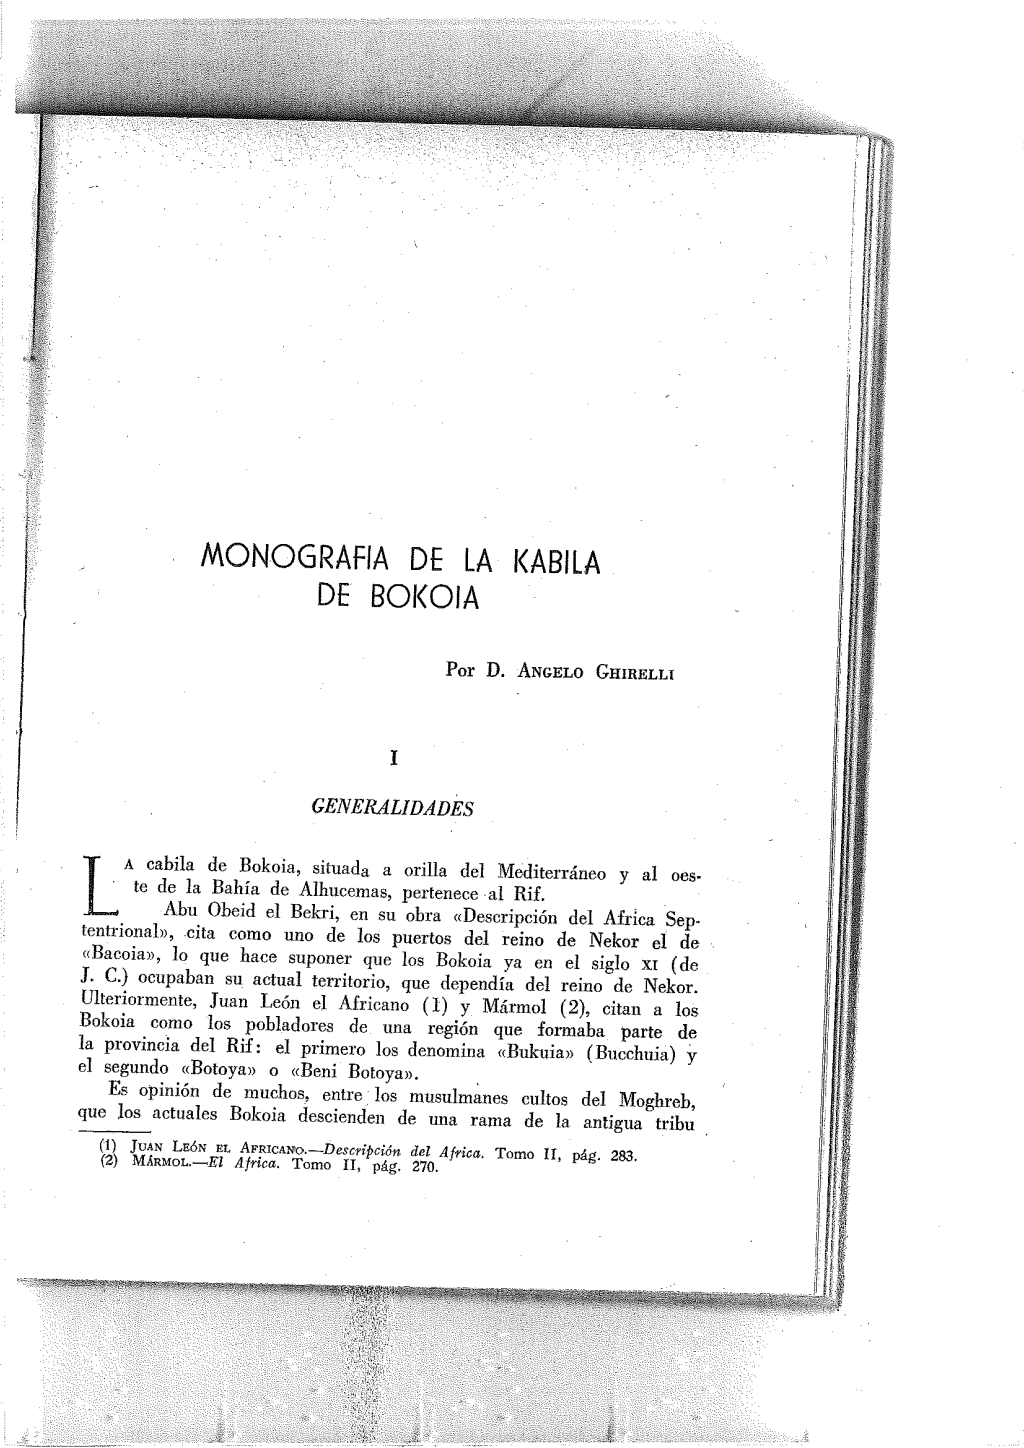 MONOGRAFIA DE LA KABILA
DE BOKOIA
Por D. ANGELO GHIRELLI
I
GENERALIDADES
LA cabila de Bokoia, situada a orilla del Mediterráneo y al oes-
te de la Bahía de Alhucemas, pertenece al Rif.
Abu Obeid el Bekri, en su obra «Descripción del Africa Sep-
tentrional», cita como uno de los puertos del reino de Nekor el de
«Bacoia», lo que hace suponer que los Bokoia ya en el siglo XI (de
J. C.) ocupaban su actual territorio, que dependía del reino de Nekor.
Ulteriormente, Juan León el Africano (1) y Mármol (2), citan a los
Bokoia como los pobladores de una región que formaba parte de
la provincia del Rif: el primero los denomina «Bukuia» (Bucchuia) y
el segundo «Botoya» o «Beni Botoya».
Es opinión de muchos, entre los musulmanes cultos del Moghreb,
que los actuales Bokoia descienden de una rama de la antigua tribu
(1) JUAN LEÓN EL AFRICANO.—Descripción del Africa. Tomo II, pág. 283.
(2) MÁRMOL.—El Africa. Tomo II, pág. 270.